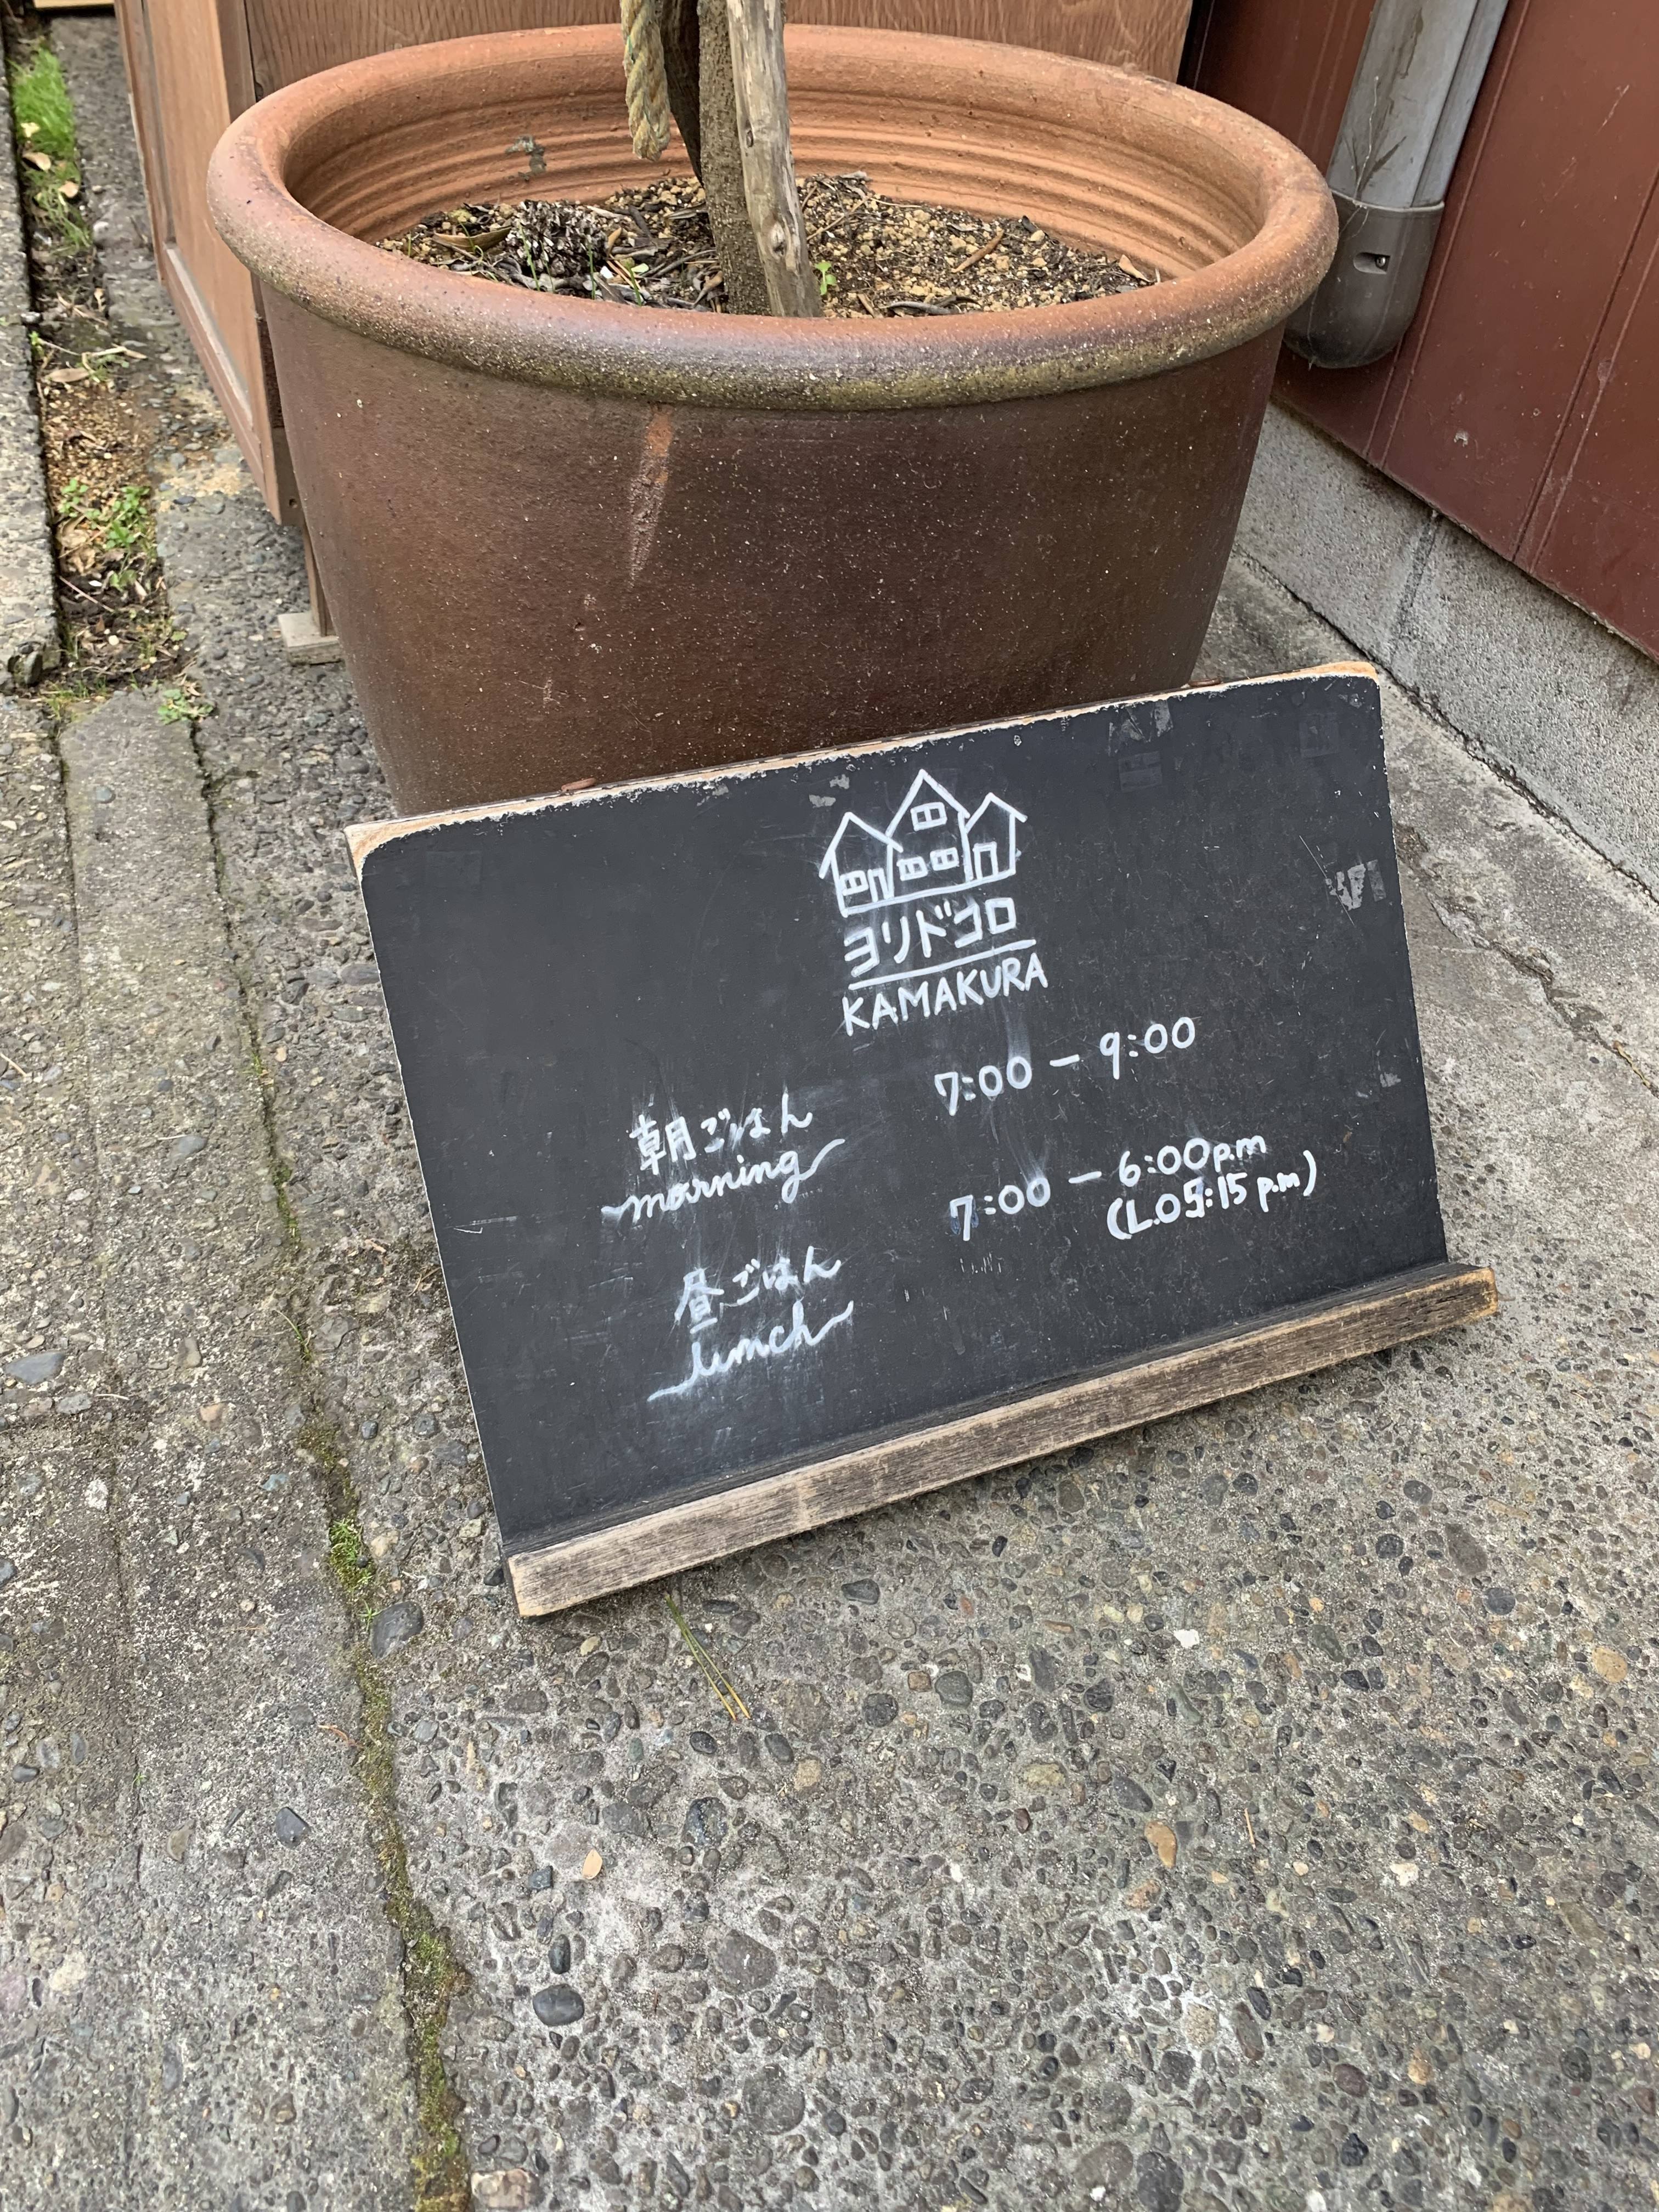 ヨリドコロ
KAMAKURA
朝ごはん 7:00 - 9:00
morning
昼ごはん 7:00 - 6:00p.m
lunch (L.O5:15 p.m)